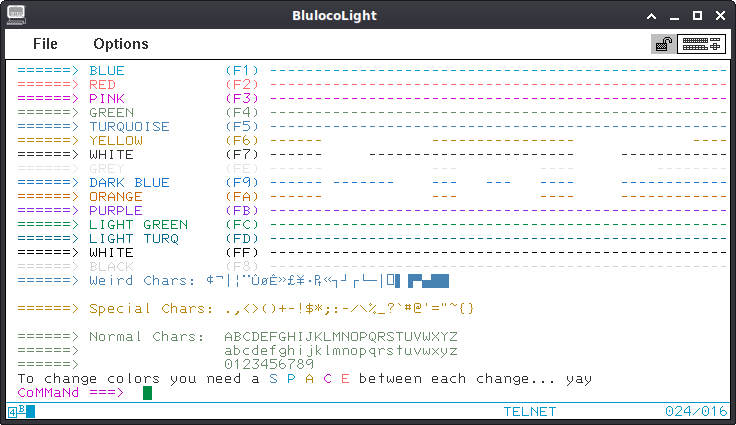 BlulocoLight
File Options
======> BLUE (F1) ----------------------------------------------------------
======> RED (F2) ----------------------------------------------------------
======> PINK (F3) ----------------------------------------------------------
======> GREEN (F4) ----------------------------------------------------------
======> TURQUOISE (F5) ----------------------------------------------------------
======> YELLOW (F6) ------- ------------------ ----
======> WHITE (F7) ------- ------------------ --------------
======> GREY (FE)
======> DARK BLUE (F9) ------- ---- --- --- ---- --------------
======> ORANGE (FA) ------- ------------------ --------------
======> PURPLE (FB) ----------------------------------------------------------
======> LIGHT GREEN (FC) ----------------------------------------------------------
======> LIGHT TURQ (FD) ----------------------------------------------------------
======> WHITE (FF) ----------------------------------------------------------
======> BLACK (F8)
======> Weird Chars: ¢¬|¦¨¨ÛøÊ»£¥·₧«┐┘┌└─│
======> Special Chars: .,<>()+-!$*;:-/\%_?`#@'="~{}
======> Normal Chars: ABCDEFGHIJKLMNOPQRSTUVWXYZ
======> abcdefghijklmnopqrstuvwxyz
======> 0123456789
To change colors you need a S P A C E between each change... yay
CoMMaNd ===>
4B TELNET 024/016